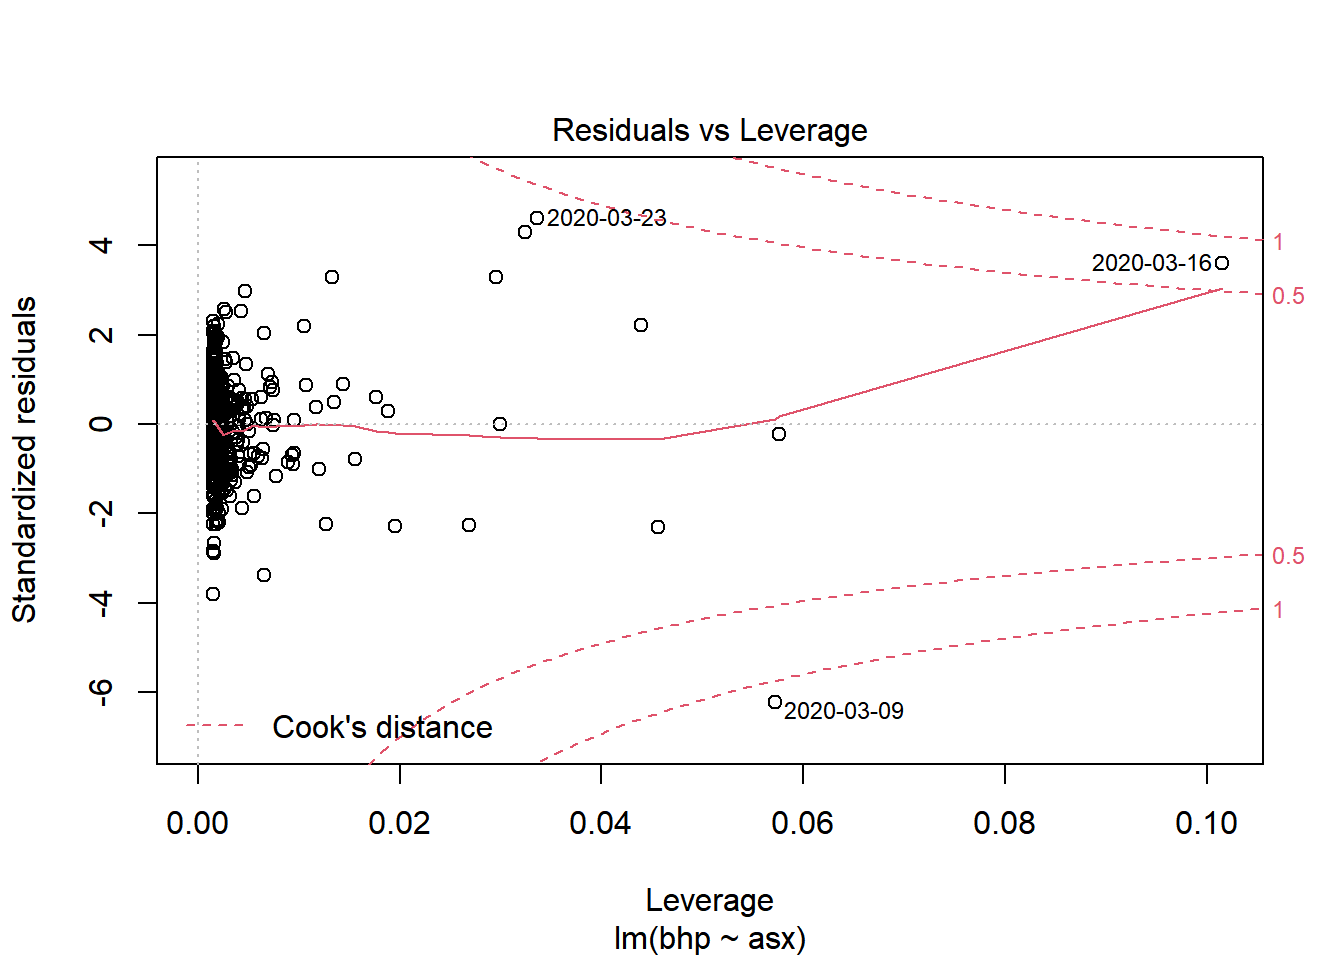 Residuals vs Leverage
Standardized residuals
4
2
0
-2
-4
-6
2020-03-23
2020-03-16
2020-03-09
1
0.5
0.5
1
Cook's distance
0.00 0.02 0.04 0.06 0.08 0.10
Leverage
lm(bhp ~ asx)